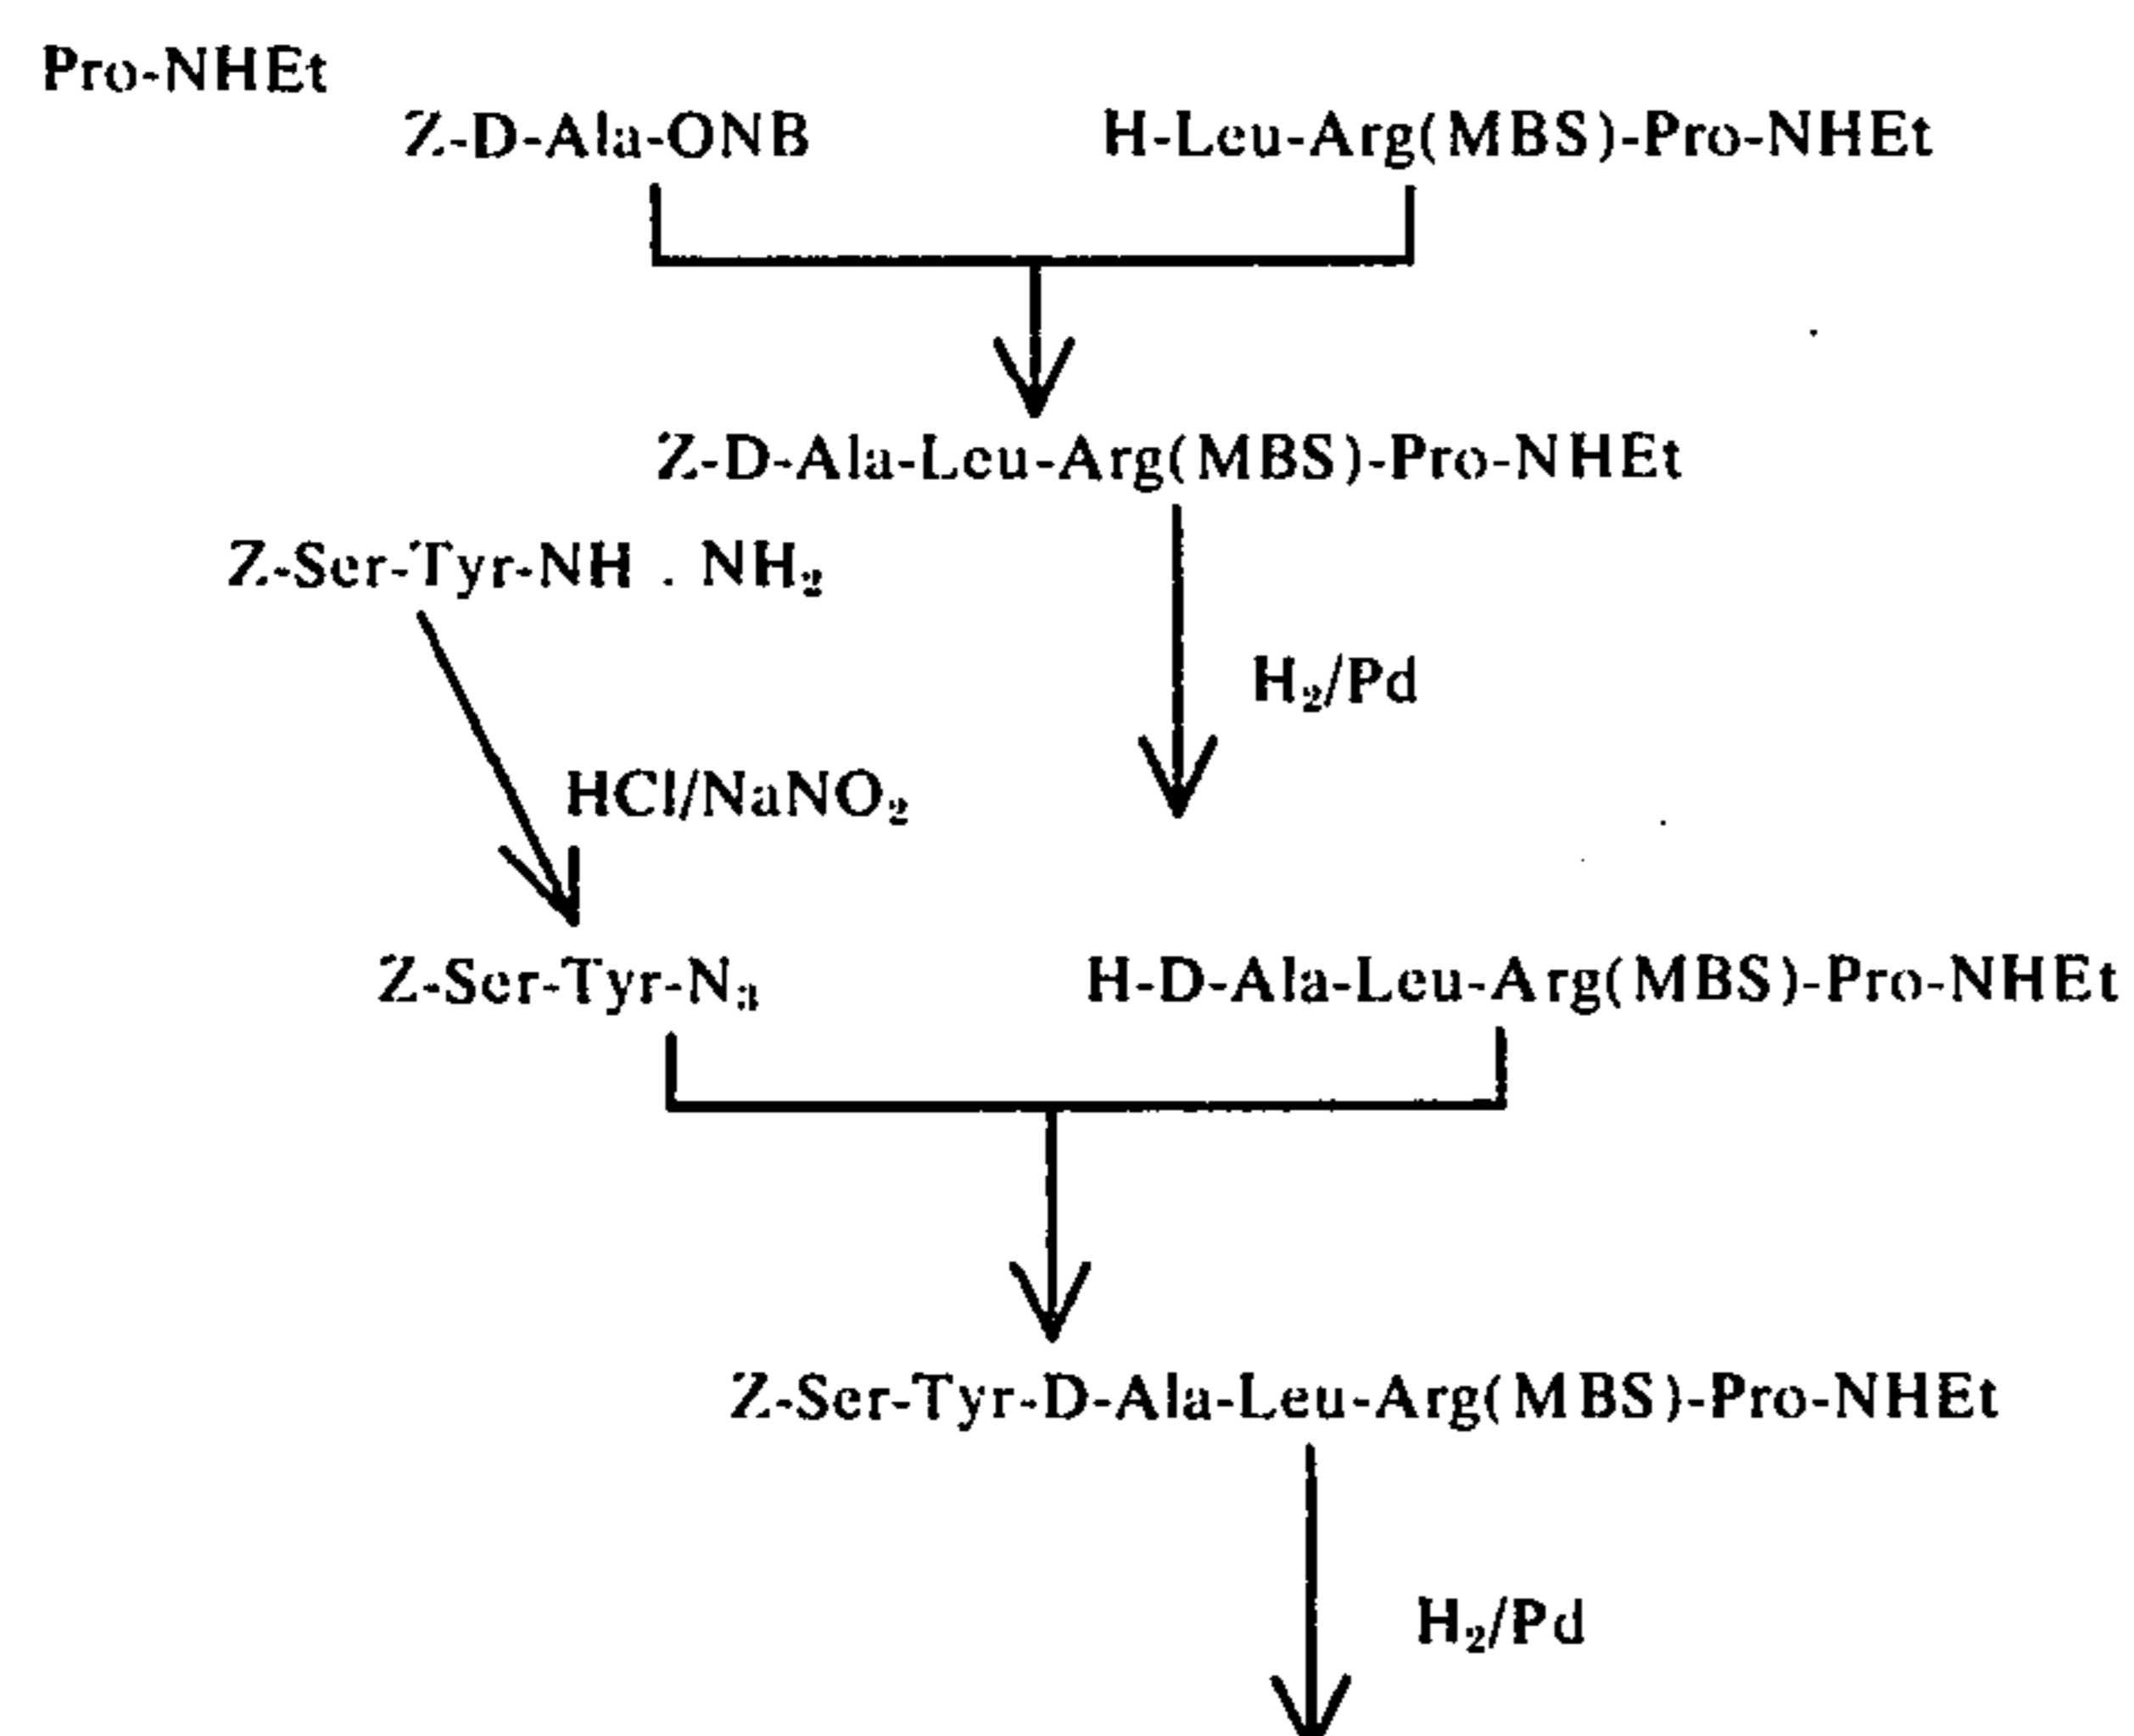 Pro-NHEt
Z-D-Ala-ONB H-Leu-Arg(MBS)-Pro-NHEt
Z-D-Ala-Leu-Arg(MBS)-Pro-NHEt
Z-Ser-Tyr-NH . NH₂
H₂/Pd
HCl/NaNO₂
Z-Ser-Tyr-N₃ H-D-Ala-Leu-Arg(MBS)-Pro-NHEt
Z-Ser-Tyr-D-Ala-Leu-Arg(MBS)-Pro-NHEt
H₂/Pd